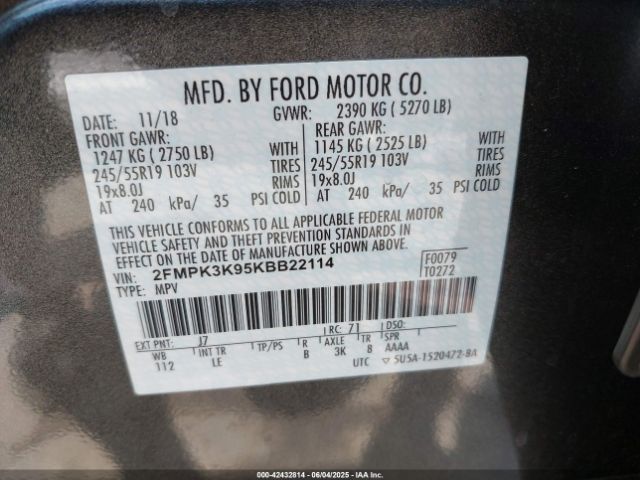 MFD. BY FORD MOTOR CO.
DATE: 11/18 GVWR: 2390 KG ( 5270 LB)
FRONT GAWR: REAR GAWR:
1247 KG ( 2750 LB) WITH 1145 KG ( 2525 LB) WITH
245/55R19 103V TIRES 245/55R19 103V TIRES
19x8.0J RIMS 19x8.0J RIMS
AT 240 kPa/ 35 PSI COLD AT 240 kPa/ 35 PSI COLD
THIS VEHICLE CONFORMS TO ALL APPLICABLE FEDERAL MOTOR
VEHICLE SAFETY AND THEFT PREVENTION STANDARDS IN
EFFECT ON THE DATE OF MANUFACTURE SHOWN ABOVE.
VIN: 2FMPK3K95KBB22114 F0079
TYPE: MPV T0272
EXT PNT: J7 RC: 71 DSO:
WB INT TR TP/PS R AXLE TR SPR
112 LE B 3K 8 AAAA
UTC ▽ 5U5A-1520472-BA
000-42432814 - 06/04/2025 - IAA Inc.